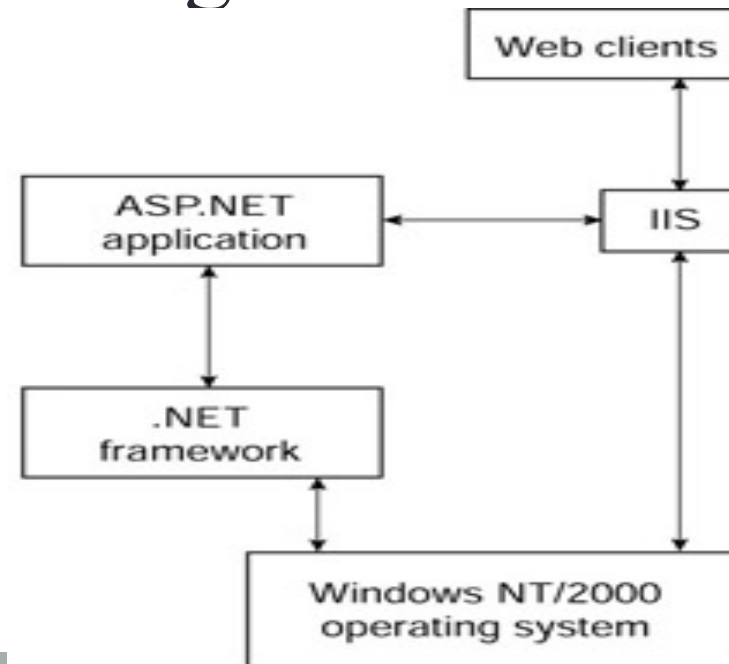 Web clients
ASP.NET
application
IIS
.NET
framework
Windows NT/2000
operating system